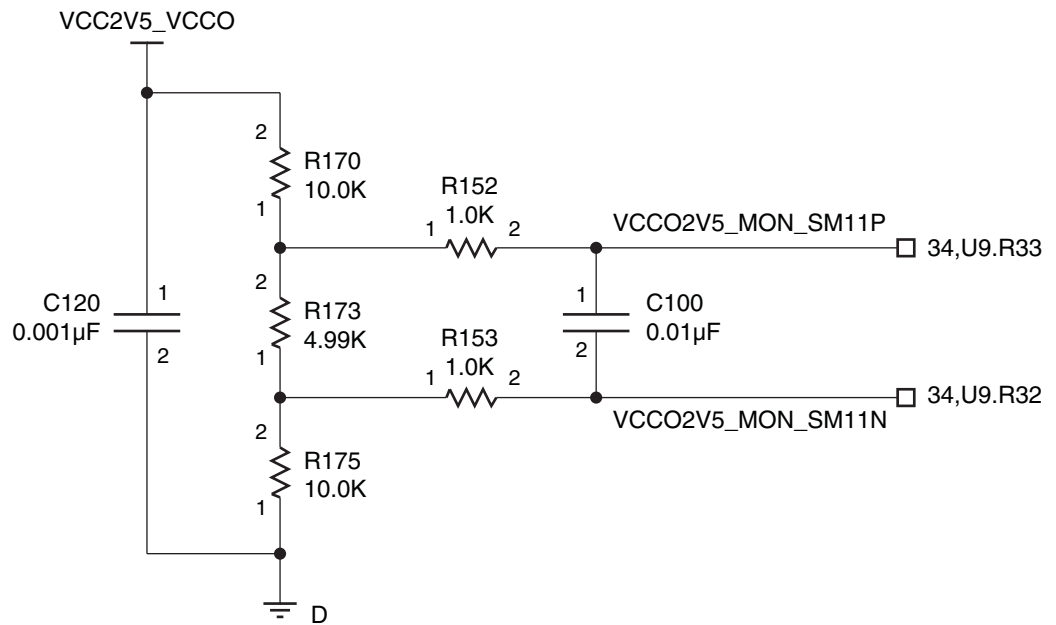 VCC2V5_VCCO
2
R170
10.0K
1
R152
1.0K
1
2
VCCO2V5_MON_SM11P
34,U9.R33
2
R173
4.99K
1
C120
0.001µF
1
2
1
C100
0.01µF
2
R153
1.0K
1
2
34,U9.R32
VCCO2V5_MON_SM11N
2
R175
10.0K
1
D